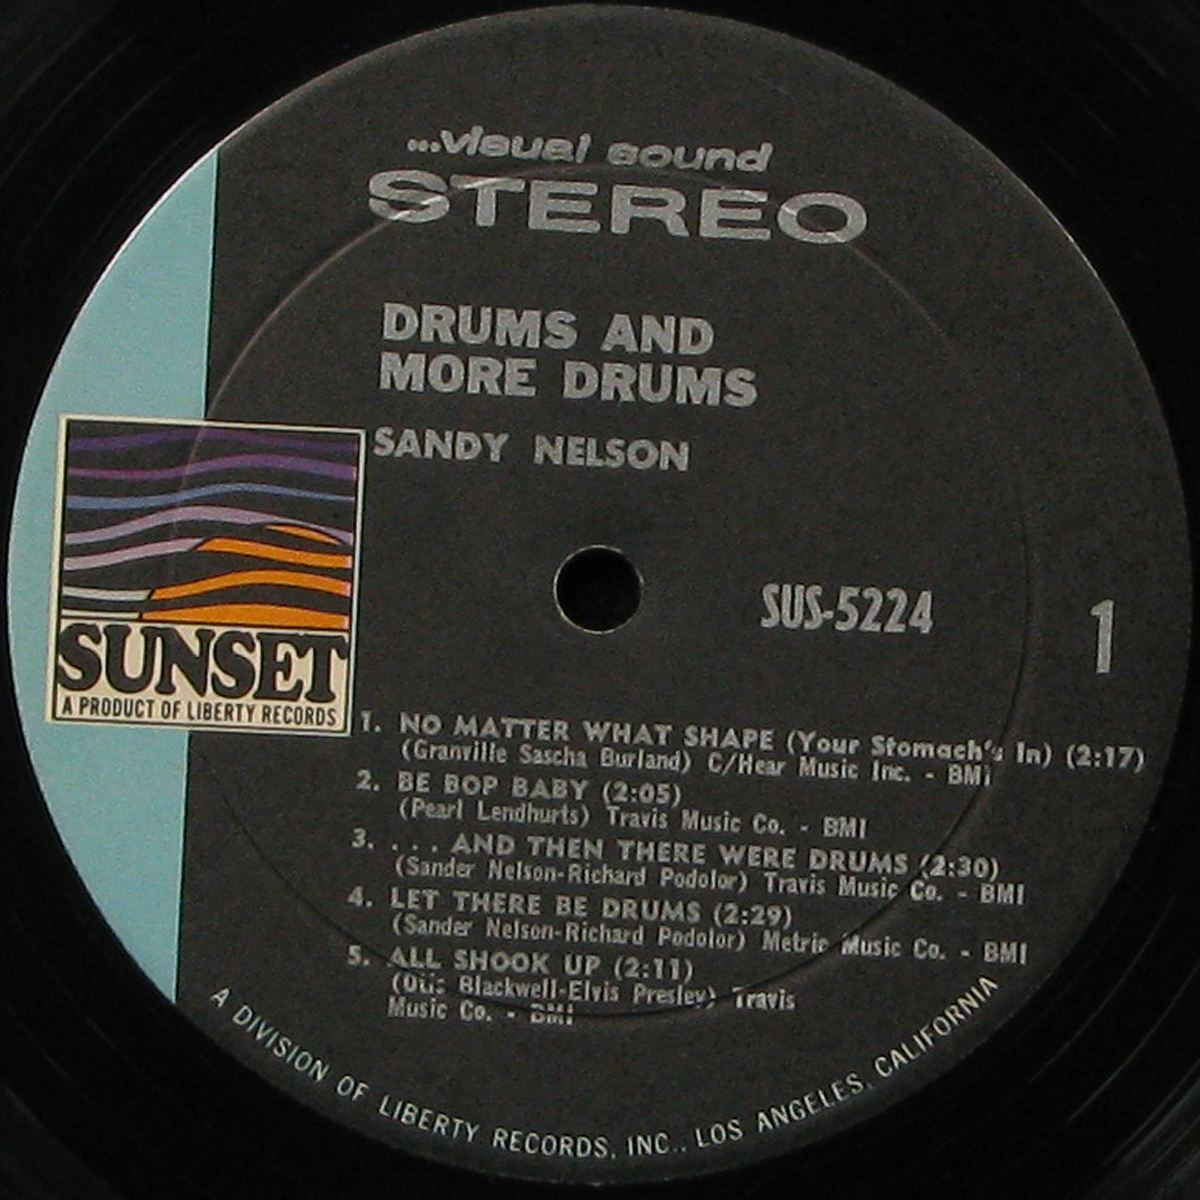 ...visual sound
STEREO
DRUMS AND
MORE DRUMS
SANDY NELSON
SUS-5224
1
SUNSET
A PRODUCT OF LIBERTY RECORDS
1. NO MATTER WHAT SHAPE (Your Stomach's In) (2:17)
(Granville Sascha Burland) C/Hear Music Inc. - BMI
2. BE BOP BABY (2:05)
(Pearl Lendhurts) Travis Music Co. - BMI
3. . . . AND THEN THERE WERE DRUMS (2:30)
(Sander Nelson-Richard Podolor) Travis Music Co. - BMI
4. LET THERE BE DRUMS (2:29)
(Sander Nelson-Richard Podolor) Metric Music Co. - BMI
5. ALL SHOOK UP (2:11)
(Otis Blackwell-Elvis Presley) Travis
Music Co. - BMI
A DIVISION OF LIBERTY RECORDS, INC., LOS ANGELES, CALIFORNIA